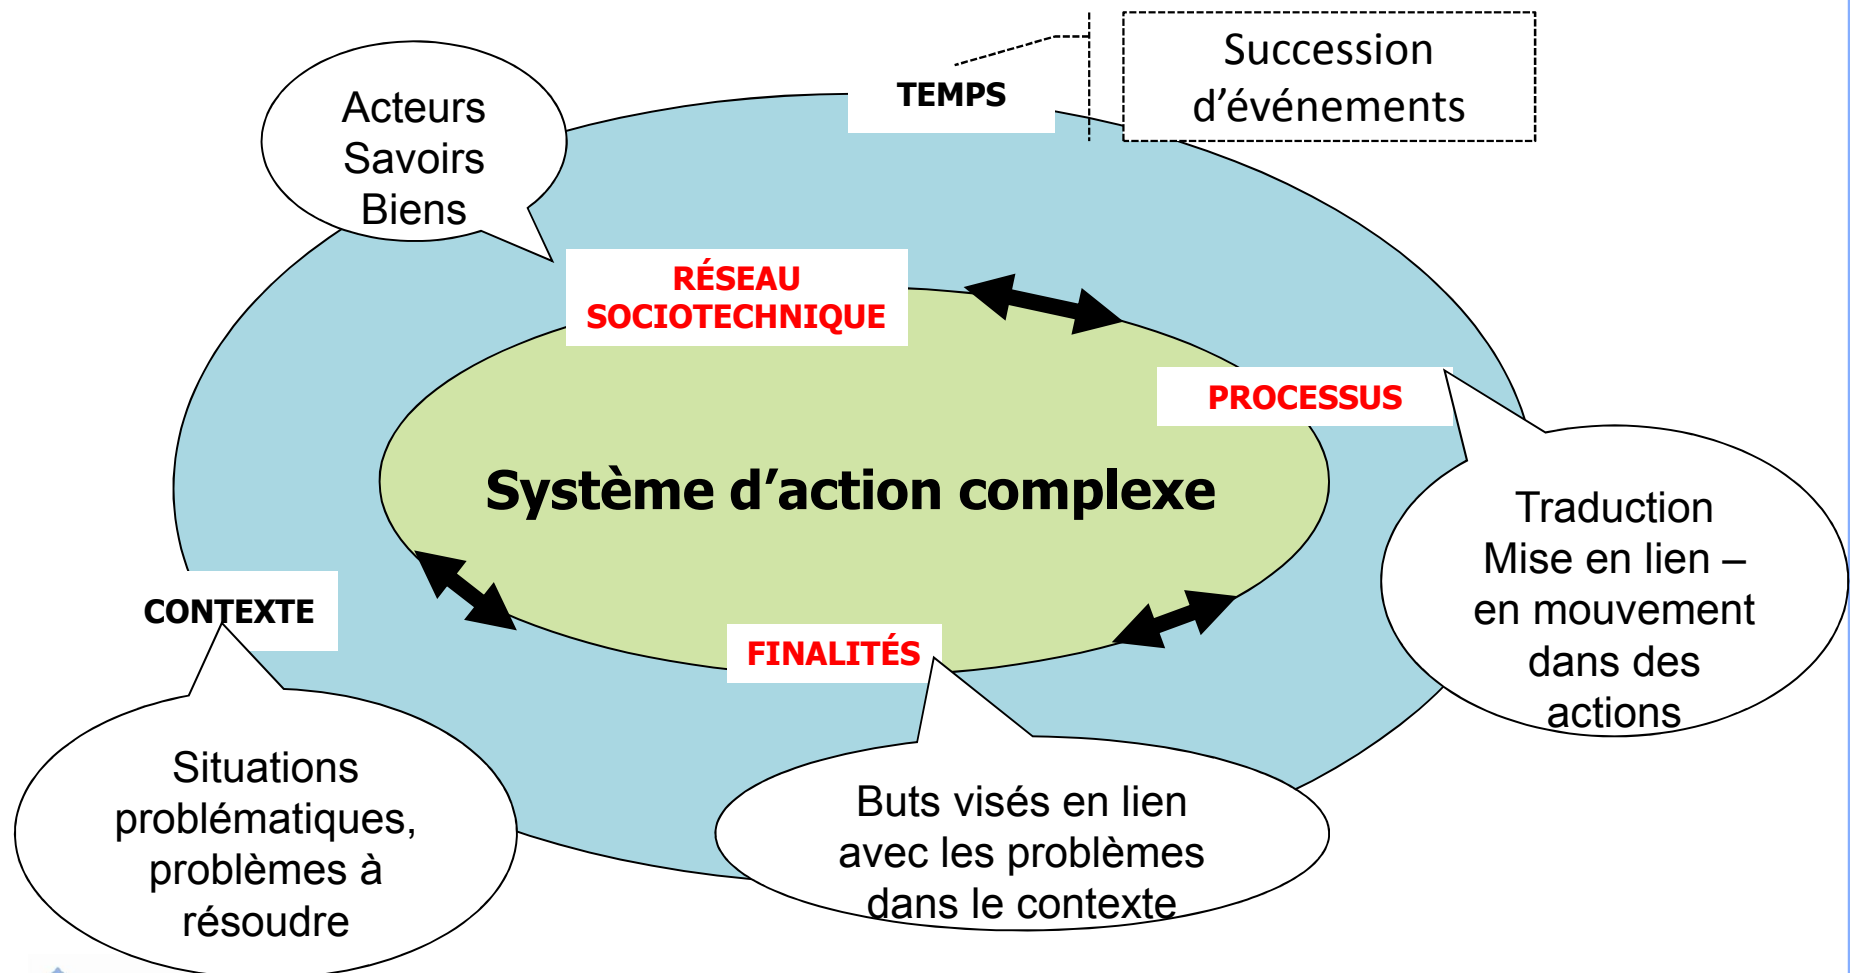 Succession
d’événements
TEMPS
Acteurs
Savoirs
Biens
RÉSEAU
SOCIOTECHNIQUE
PROCESSUS
Système d’action complexe
Traduction
Mise en lien –
en mouvement
dans des
actions
CONTEXTE
FINALITÉS
Situations
problématiques,
problèmes à
résoudre
Buts visés en lien
avec les problèmes
dans le contexte